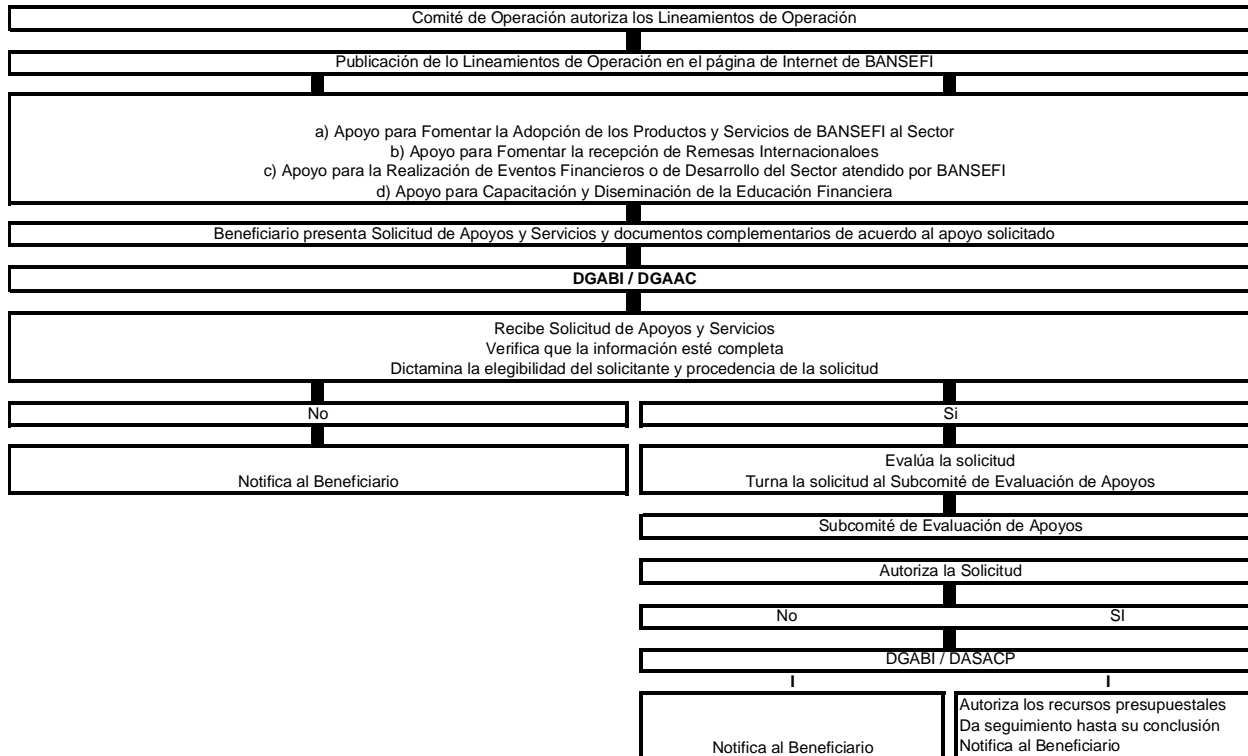 Comité de Operación autoriza los Lineamientos de Operación
Publicación de lo Lineamientos de Operación en el página de Internet de BANSEFI
a) Apoyo para Fomentar la Adopción de los Productos y Servicios de BANSEFI al Sector
b) Apoyo para Fomentar la recepción de Remesas Internacionaloes
c) Apoyo para la Realización de Eventos Financieros o de Desarrollo del Sector atendido por BANSEFI
d) Apoyo para Capacitación y Diseminación de la Educación Financiera
Beneficiario presenta Solicitud de Apoyos y Servicios y documentos complementarios de acuerdo al apoyo solicitado
DGABI / DGAAC
Recibe Solicitud de Apoyos y Servicios
Verifica que la información esté completa
Dictamina la elegibilidad del solicitante y procedencia de la solicitud
No
Si
Notifica al Beneficiario
Evalúa la solicitud
Turna la solicitud al Subcomité de Evaluación de Apoyos
Subcomité de Evaluación de Apoyos
Autoriza la Solicitud
No
SI
DGABI / DASACP
Notifica al Beneficiario
Autoriza los recursos presupuestales
Da seguimiento hasta su conclusión
Notifica al Beneficiario